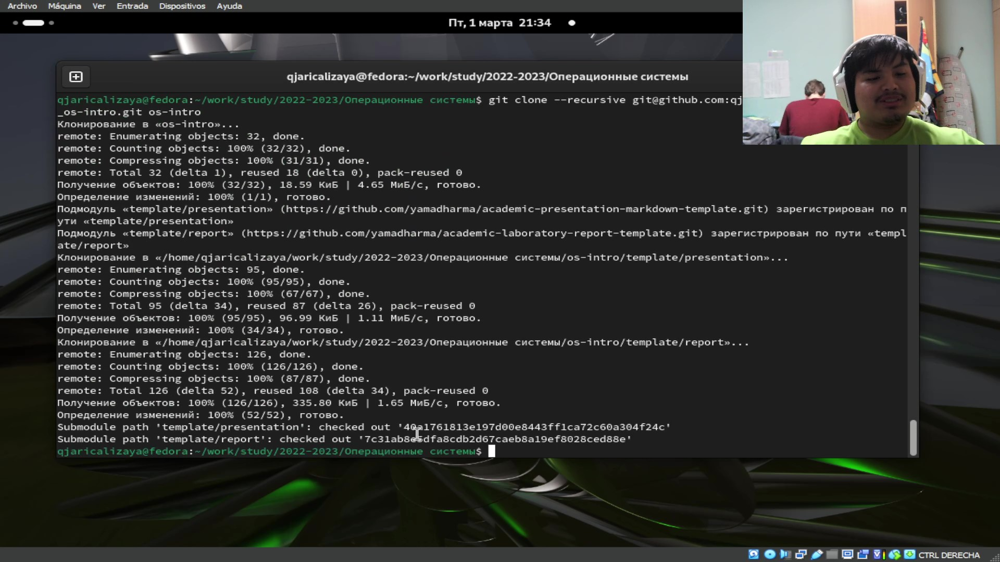 Archivo Máquina Ver Entrada Dispositivos Ayuda
Пт, 1 марта 21:34
qjaricalizaya@fedora:~/work/study/2022-2023/Операционные системы
qjaricalizaya@fedora:~/work/study/2022-2023/Операционные системы$ git clone --recursive git@github.com:qj
_os-intro.git os-intro
Клонирование в «os-intro»...
remote: Enumerating objects: 32, done.
remote: Counting objects: 100% (32/32), done.
remote: Compressing objects: 100% (31/31), done.
remote: Total 32 (delta 1), reused 18 (delta 0), pack-reused 0
Получение объектов: 100% (32/32), 18.59 КиБ | 4.65 МиБ/с, готово.
Определение изменений: 100% (1/1), готово.
Подмодуль «template/presentation» (https://github.com/yamadharma/academic-presentation-markdown-template.git) зарегистрирован по п
ути «template/presentation»
Подмодуль «template/report» (https://github.com/yamadharma/academic-laboratory-report-template.git) зарегистрирован по пути «templ
ate/report»
Клонирование в «/home/qjaricalizaya/work/study/2022-2023/Операционные системы/os-intro/template/presentation»...
remote: Enumerating objects: 95, done.
remote: Counting objects: 100% (95/95), done.
remote: Compressing objects: 100% (67/67), done.
remote: Total 95 (delta 34), reused 87 (delta 26), pack-reused 0
Получение объектов: 100% (95/95), 96.99 КиБ | 1.11 МиБ/с, готово.
Определение изменений: 100% (34/34), готово.
Клонирование в «/home/qjaricalizaya/work/study/2022-2023/Операционные системы/os-intro/template/report»...
remote: Enumerating objects: 126, done.
remote: Counting objects: 100% (126/126), done.
remote: Compressing objects: 100% (87/87), done.
remote: Total 126 (delta 52), reused 108 (delta 34), pack-reused 0
Получение объектов: 100% (126/126), 335.80 КиБ | 1.65 МиБ/с, готово.
Определение изменений: 100% (52/52), готово.
Submodule path 'template/presentation': checked out '40a1761813e197d00e8443ff1ca72c60a304f24c'
Submodule path 'template/report': checked out
qjaricalizaya@fedora:~/work/study/2022-2023/Операционные системы$
CTRL DERECHA